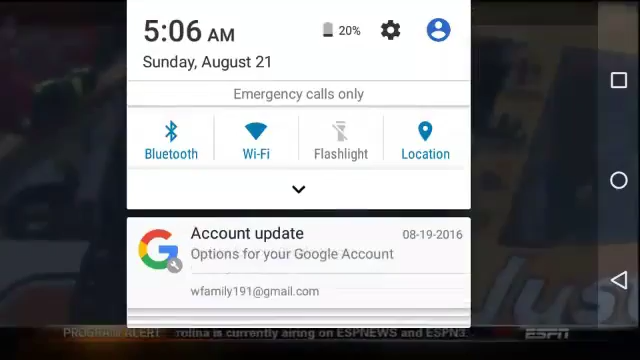 5:06 AM
20%
Sunday, August 21
Emergency calls only
Bluetooth
Wi-Fi
Flashlight
Location
Account update
08-19-2016
Options for your Google Account
wfamily191@gmail.com
PROGRAM ALERT rolina is currently airing on ESPNEWS and ESPN3.
ESPN